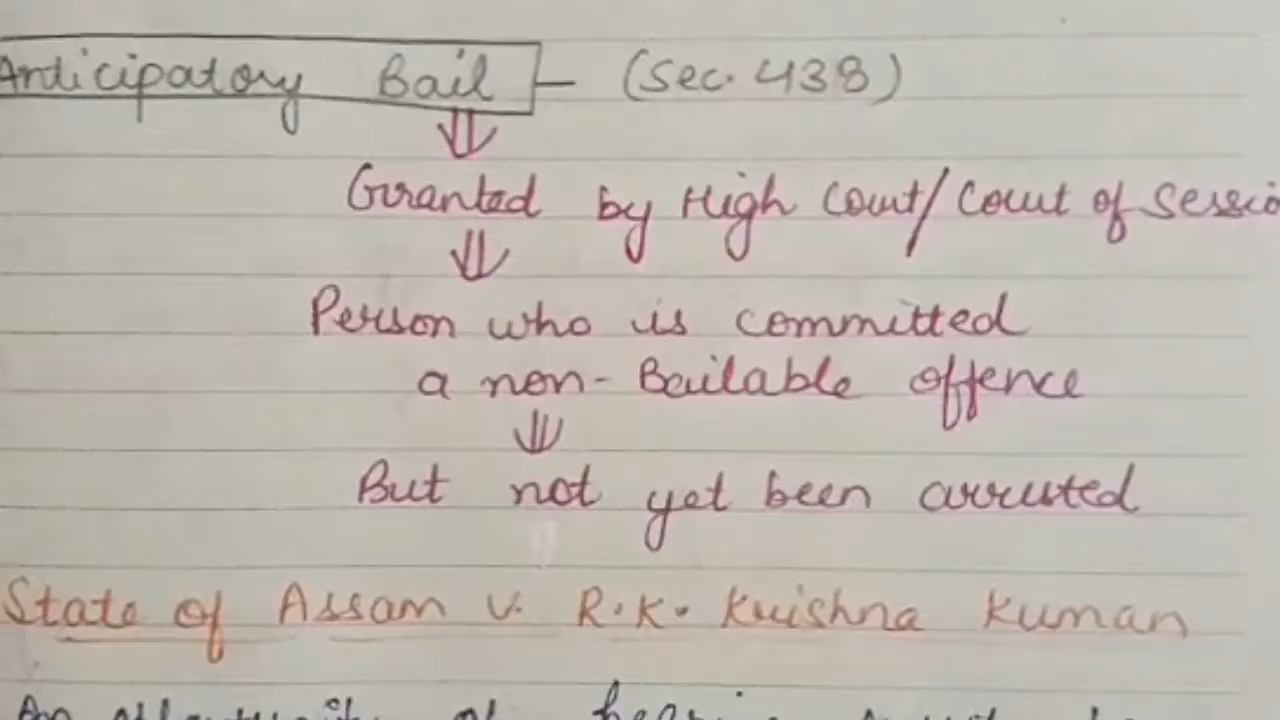 Anticipatory Bail - (Sec. 438)
Granted by High Court/Court of Sessio
Person who is committed
a non-Bailable offence
But not yet been arrested
State of Assam v. R.K. Krishna Kumar